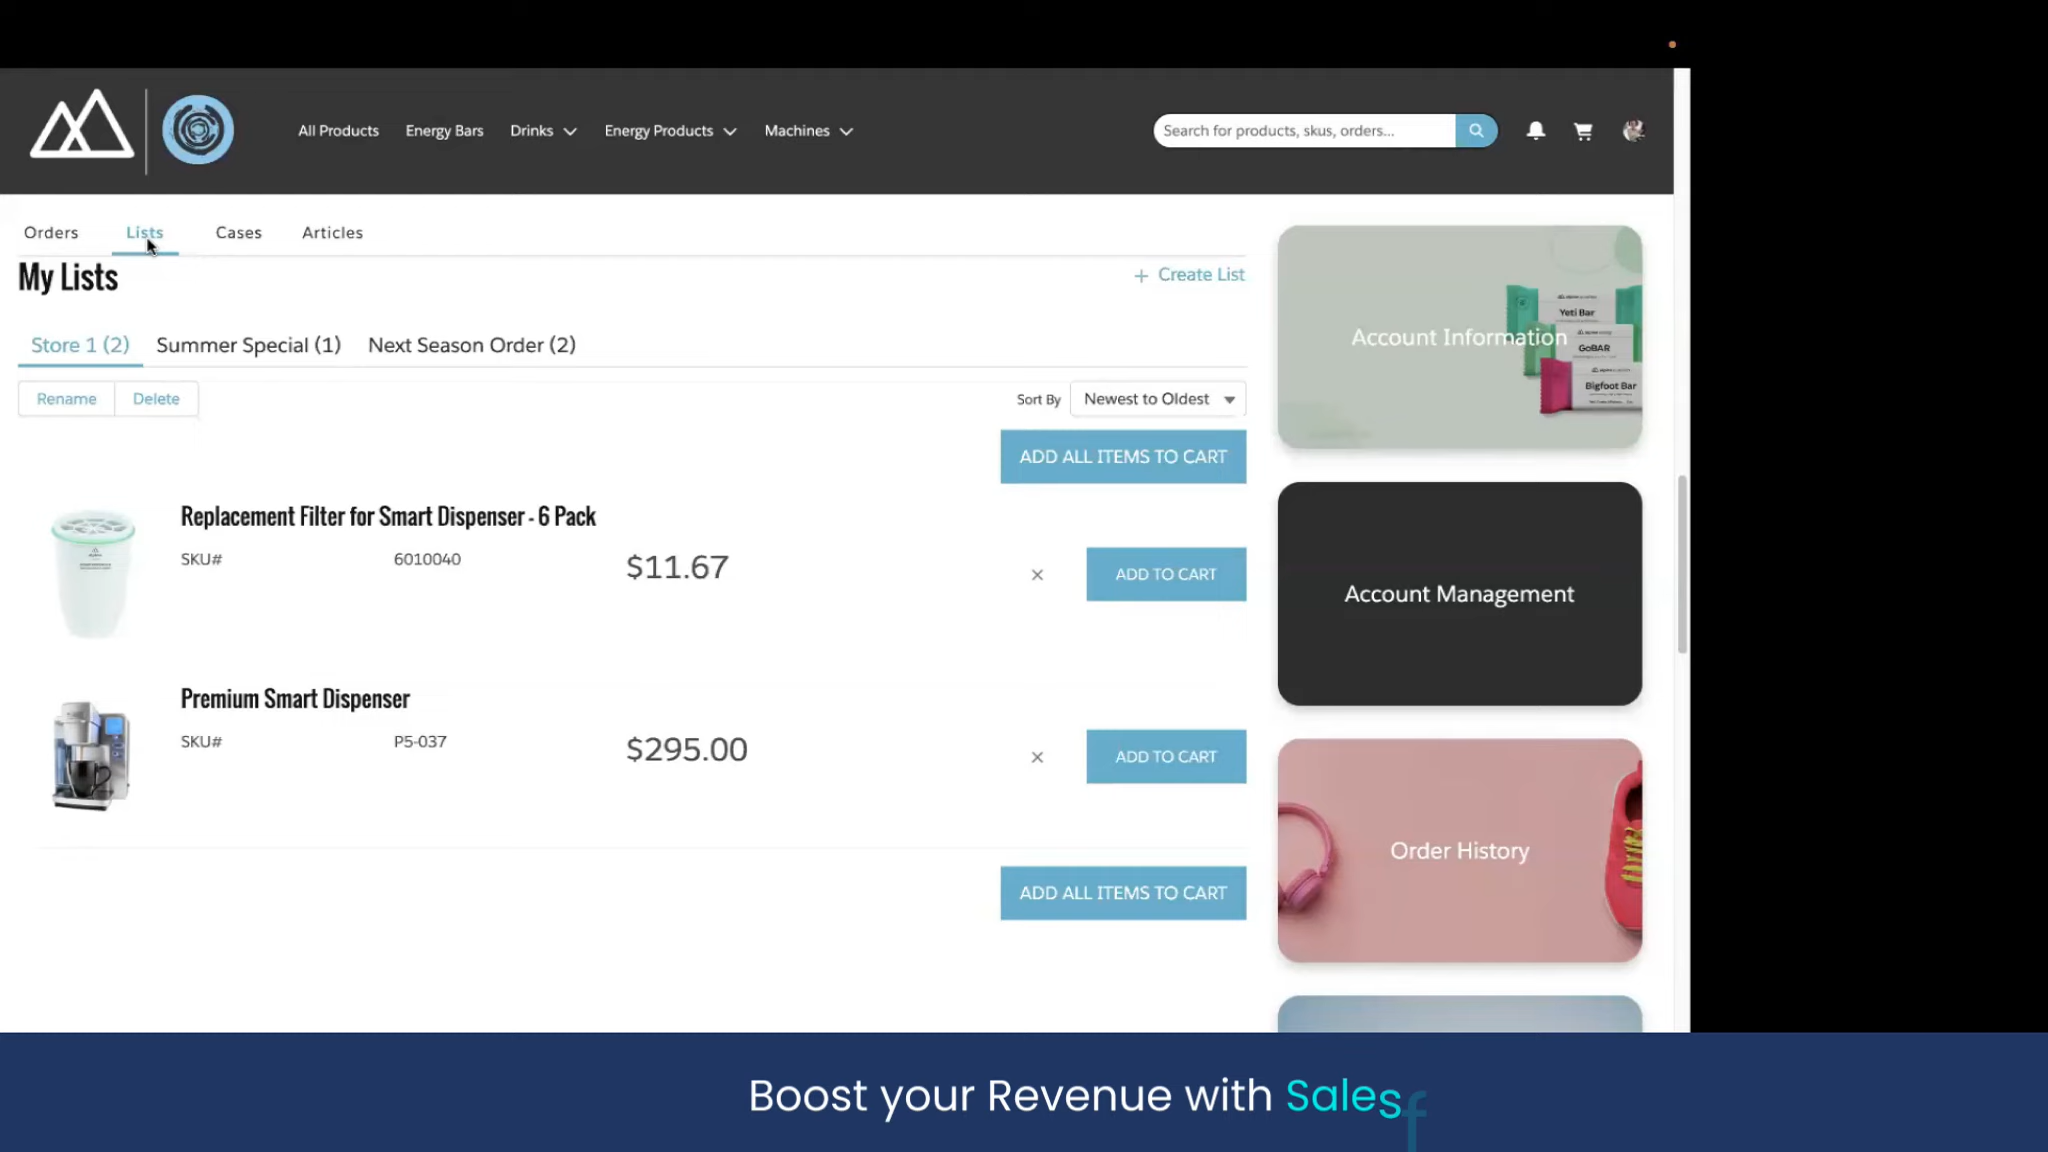 All Products Energy Bars Drinks Energy Products Machines
Search for products, skus, orders...
Orders Lists Cases Articles
My Lists
+ Create List
Store 1 (2) Summer Special (1) Next Season Order (2)
Rename Delete
Sort By Newest to Oldest
ADD ALL ITEMS TO CART
Replacement Filter for Smart Dispenser - 6 Pack
SKU# 6010040
$11.67
× ADD TO CART
Premium Smart Dispenser
SKU# P5-037
$295.00
× ADD TO CART
ADD ALL ITEMS TO CART
Account Information
Yeti Bar
GoBAR
Bigfoot Bar
Account Management
Order History
Boost your Revenue with Salesf